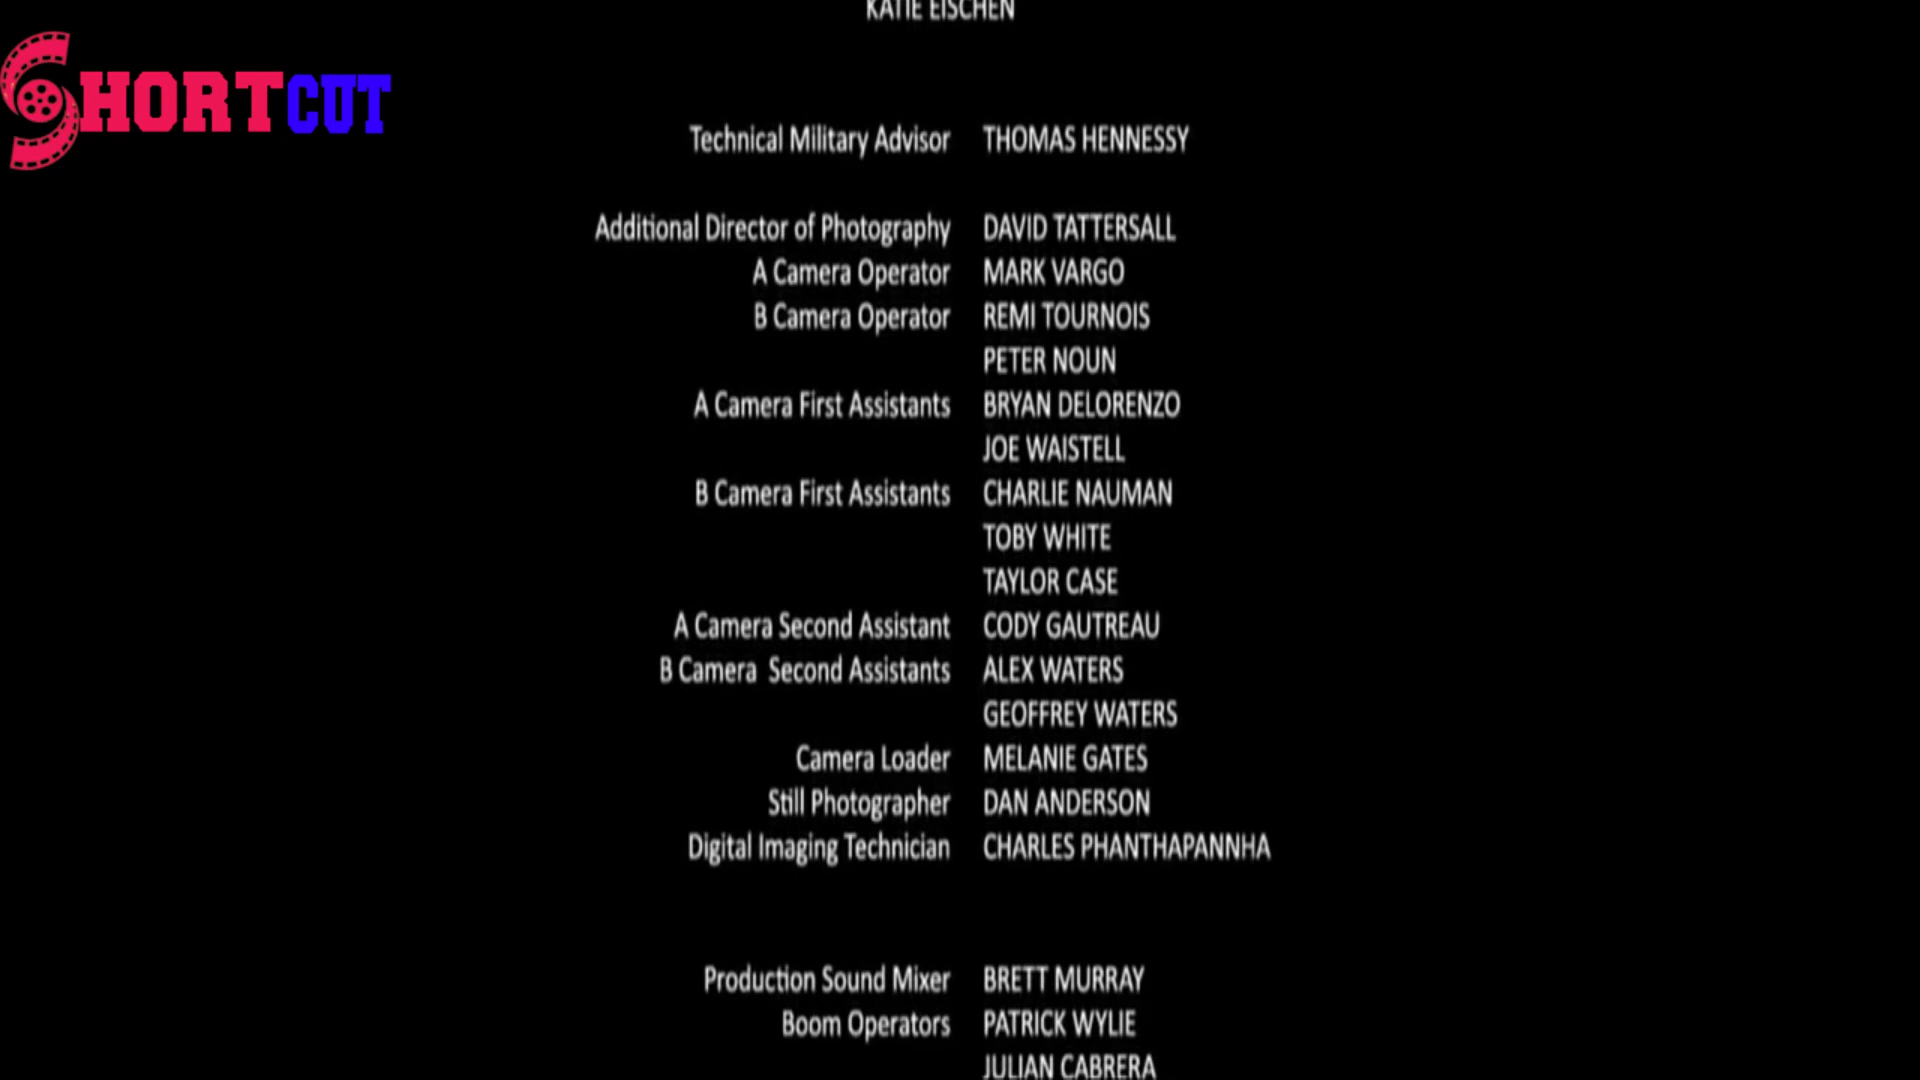 KATIE EISCHEN
SHORTCUT
Technical Military Advisor THOMAS HENNESSY
Additional Director of Photography DAVID TATTERSALL
A Camera Operator MARK VARGO
B Camera Operator REMI TOURNOIS
PETER NOUN
A Camera First Assistants BRYAN DELORENZO
JOE WAISTELL
B Camera First Assistants CHARLIE NAUMAN
TOBY WHITE
TAYLOR CASE
A Camera Second Assistant CODY GAUTREAU
B Camera  Second Assistants ALEX WATERS
GEOFFREY WATERS
Camera Loader MELANIE GATES
Still Photographer DAN ANDERSON
Digital Imaging Technician CHARLES PHANTHAPANNHA
Production Sound Mixer BRETT MURRAY
Boom Operators PATRICK WYLIE
JULIAN CABRERA